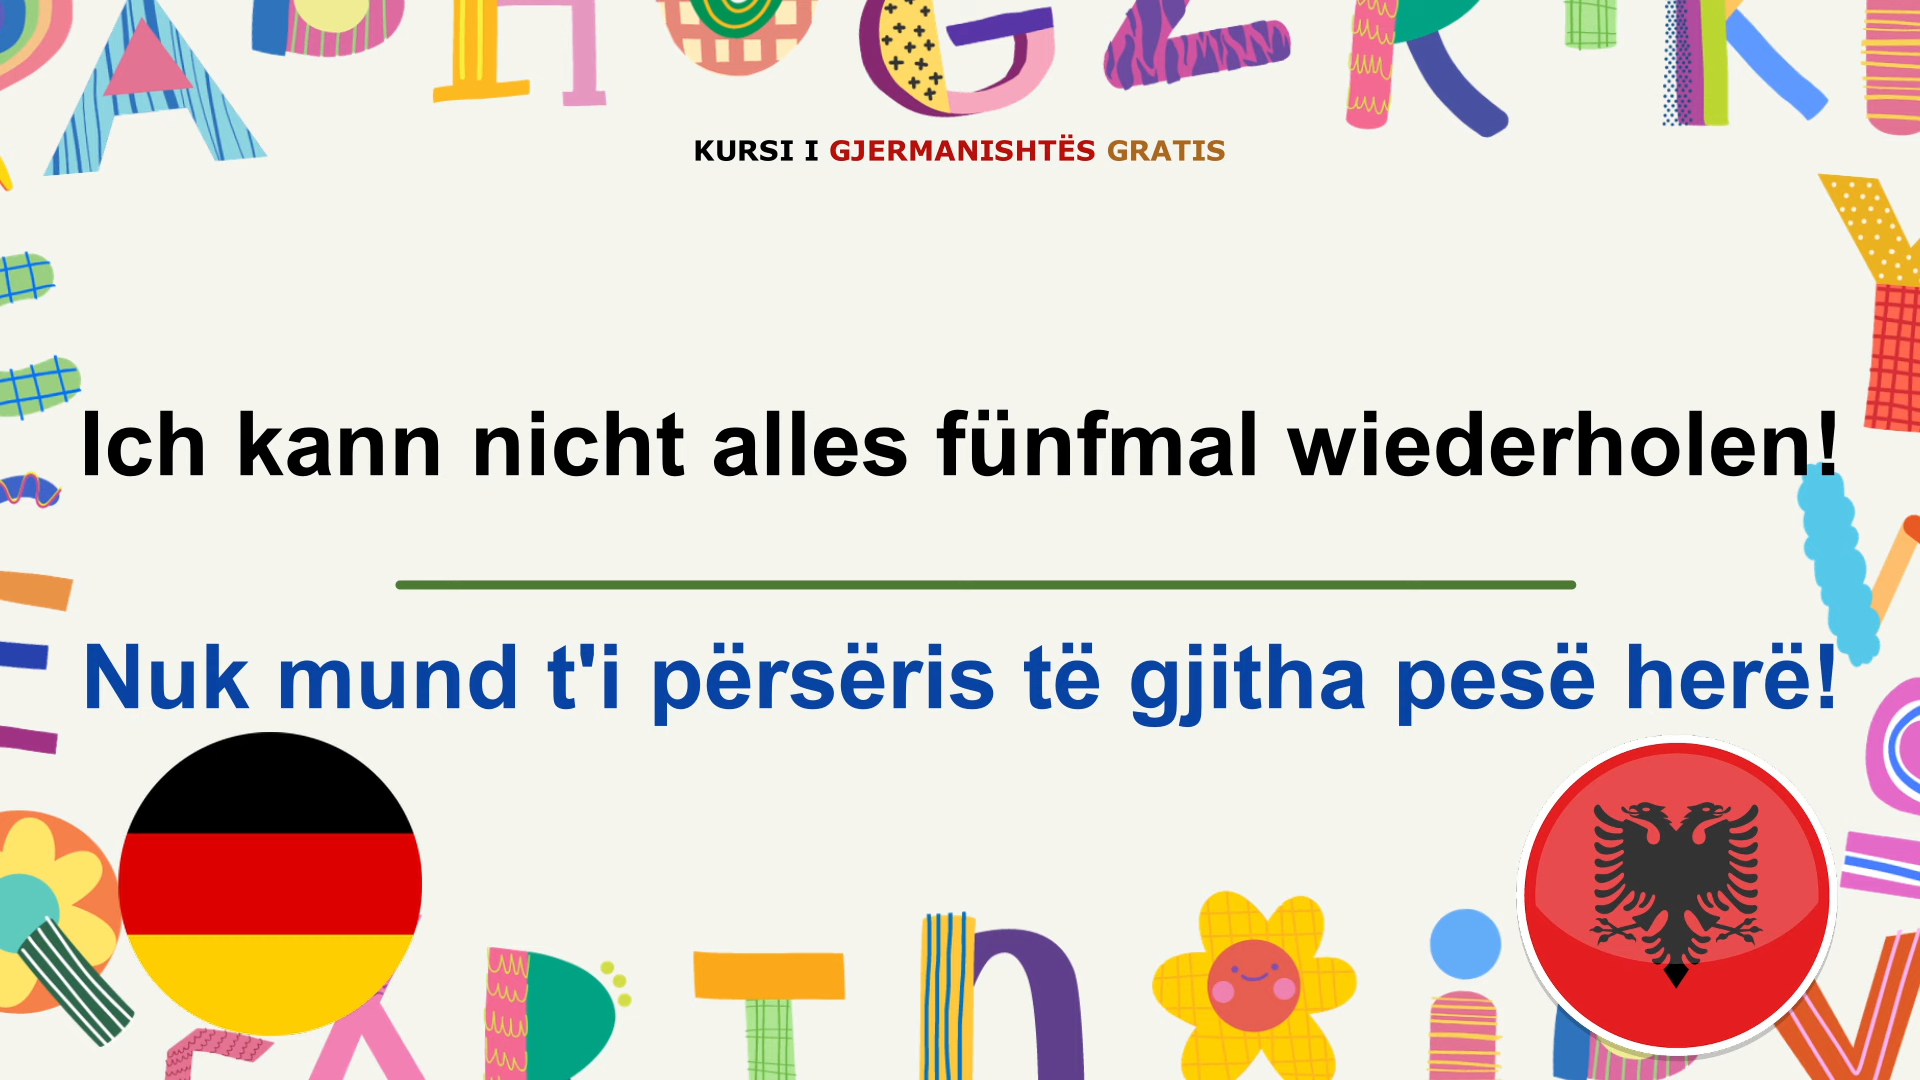 KURSI I GJERMANISHTËS GRATIS
Ich kann nicht alles fünfmal wiederholen!
Nuk mund t'i përsëris të gjitha pesë herë!